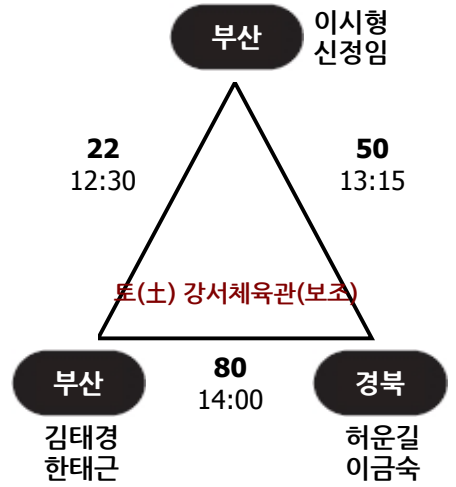 부산
이시형
신정임
22
12:30
50
13:15
토(土) 강서체육관(보조)
부산
80
14:00
경북
김태경
한태근
허운길
이금숙